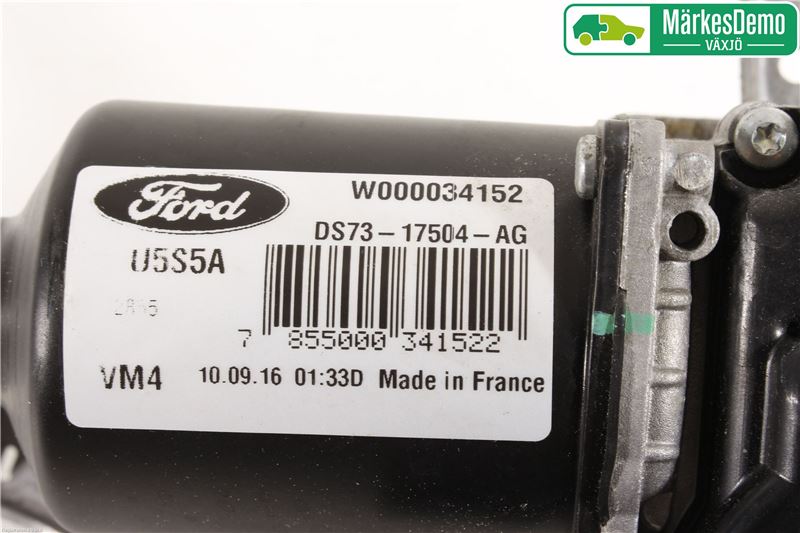 MärkesDemo
VÄXJÖ
Ford
W000034152
DS73-17504-AG
U5S5A
7 855000 341522
VM4
10.09.16 01:33D Made in France